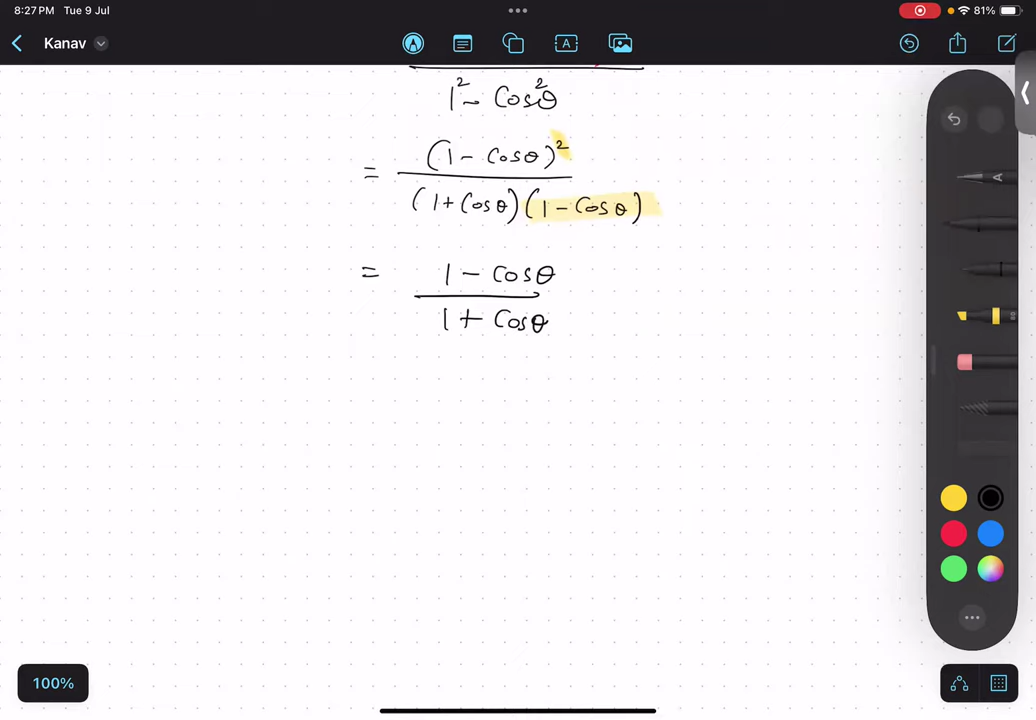 8:27 PM Tue 9 Jul 81%
Kanav
1² - Cos²θ
(1 - Cosθ)²
=
(1 + Cosθ)(1 - Cosθ)
1 - Cosθ
=
1 + Cosθ
100%